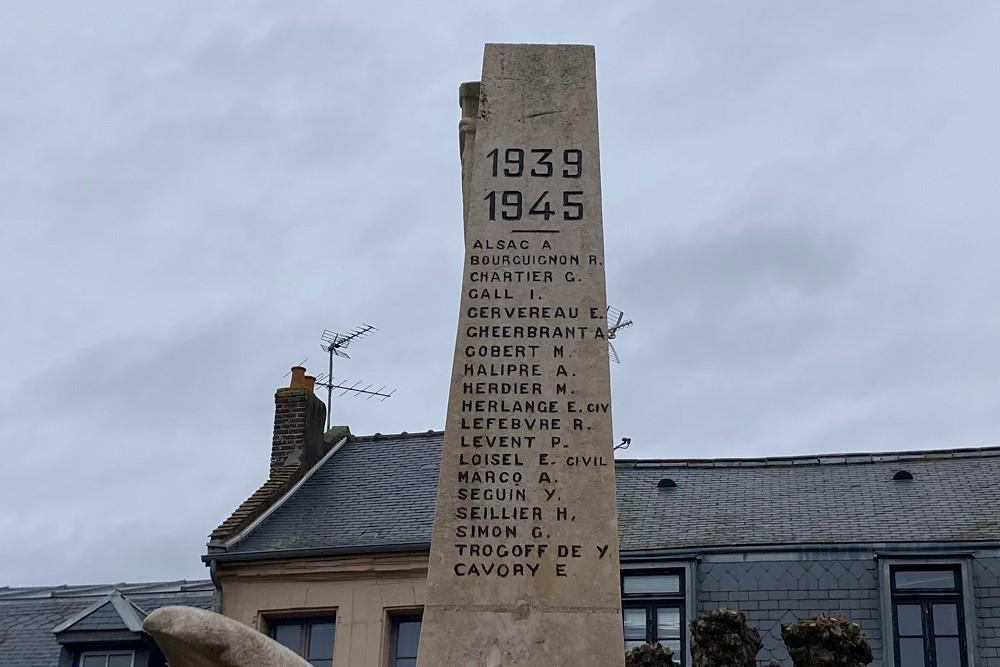 1939
1945
ALSAC A
BOURGUIGNON R.
CHARTIER G.
GALL I.
GERVEREAU E.
GHEERBRANT A
GOBERT M.
HALIPRE A.
HERDIER M.
HERLANGE E. CIV
LEFEBVRE R.
LEVENT P.
LOISEL E. CIVIL
MARCQ A.
SEGUIN Y.
SEILLIER H.
SIMON G.
TROGOFF DE Y.
CAVORY E